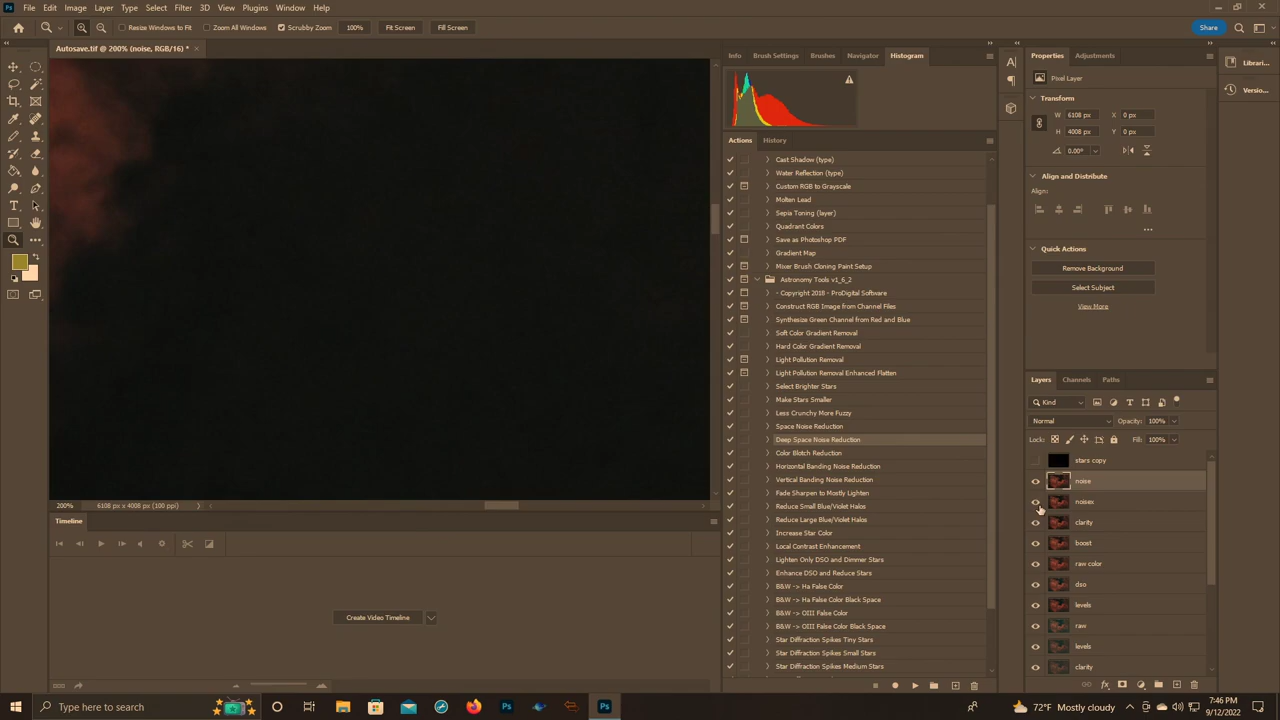 File Edit Image Layer Type Select Filter 3D View Plugins Window Help
Resize Windows to Fit Zoom All Windows Scrubby Zoom 100% Fit Screen Fill Screen Share
Autosave.tif @ 200% (noise, RGB/16) *
Info Brush Settings Brushes Navigator Histogram
Actions History
Cast Shadow (type)
Water Reflection (type)
Custom RGB to Grayscale
Molten Lead
Sepia Toning (layer)
Quadrant Colors
Save as Photoshop PDF
Gradient Map
Mixer Brush Cloning Paint Setup
Astronomy Tools v1_6_2
- Copyright 2018 - ProDigital Software
Construct RGB Image from Channel Files
Synthesize Green Channel from Red and Blue
Soft Color Gradient Removal
Hard Color Gradient Removal
Light Pollution Removal
Light Pollution Removal Enhanced Flatten
Select Brighter Stars
Make Stars Smaller
Less Crunchy More Fuzzy
Space Noise Reduction
Deep Space Noise Reduction
Color Blotch Reduction
Horizontal Banding Noise Reduction
Vertical Banding Noise Reduction
Fade Sharpen to Mostly Lighten
Reduce Small Blue/Violet Halos
Reduce Large Blue/Violet Halos
Increase Star Color
Local Contrast Enhancement
Lighten Only DSO and Dimmer Stars
Enhance DSO and Reduce Stars
B&W -> Ha False Color
B&W -> Ha False Color Black Space
B&W -> OIII False Color
B&W -> OIII False Color Black Space
Star Diffraction Spikes Tiny Stars
Star Diffraction Spikes Small Stars
Star Diffraction Spikes Medium Stars
Properties Adjustments
Pixel Layer
Transform
W 6108 px X 0 px
H 4008 px Y 0 px
0.00°
Align and Distribute
Align:
Quick Actions
Remove Background
Select Subject
View More
Librari...
Versio...
Layers Channels Paths
Kind
Normal Opacity: 100%
Lock: Fill: 100%
stars copy
noise
noisex
clarity
boost
raw color
dso
levels
raw
levels
clarity
200% 6108 px x 4008 px (100 ppi)
Timeline
Create Video Timeline
Type here to search
72°F Mostly cloudy
7:46 PM
9/12/2022